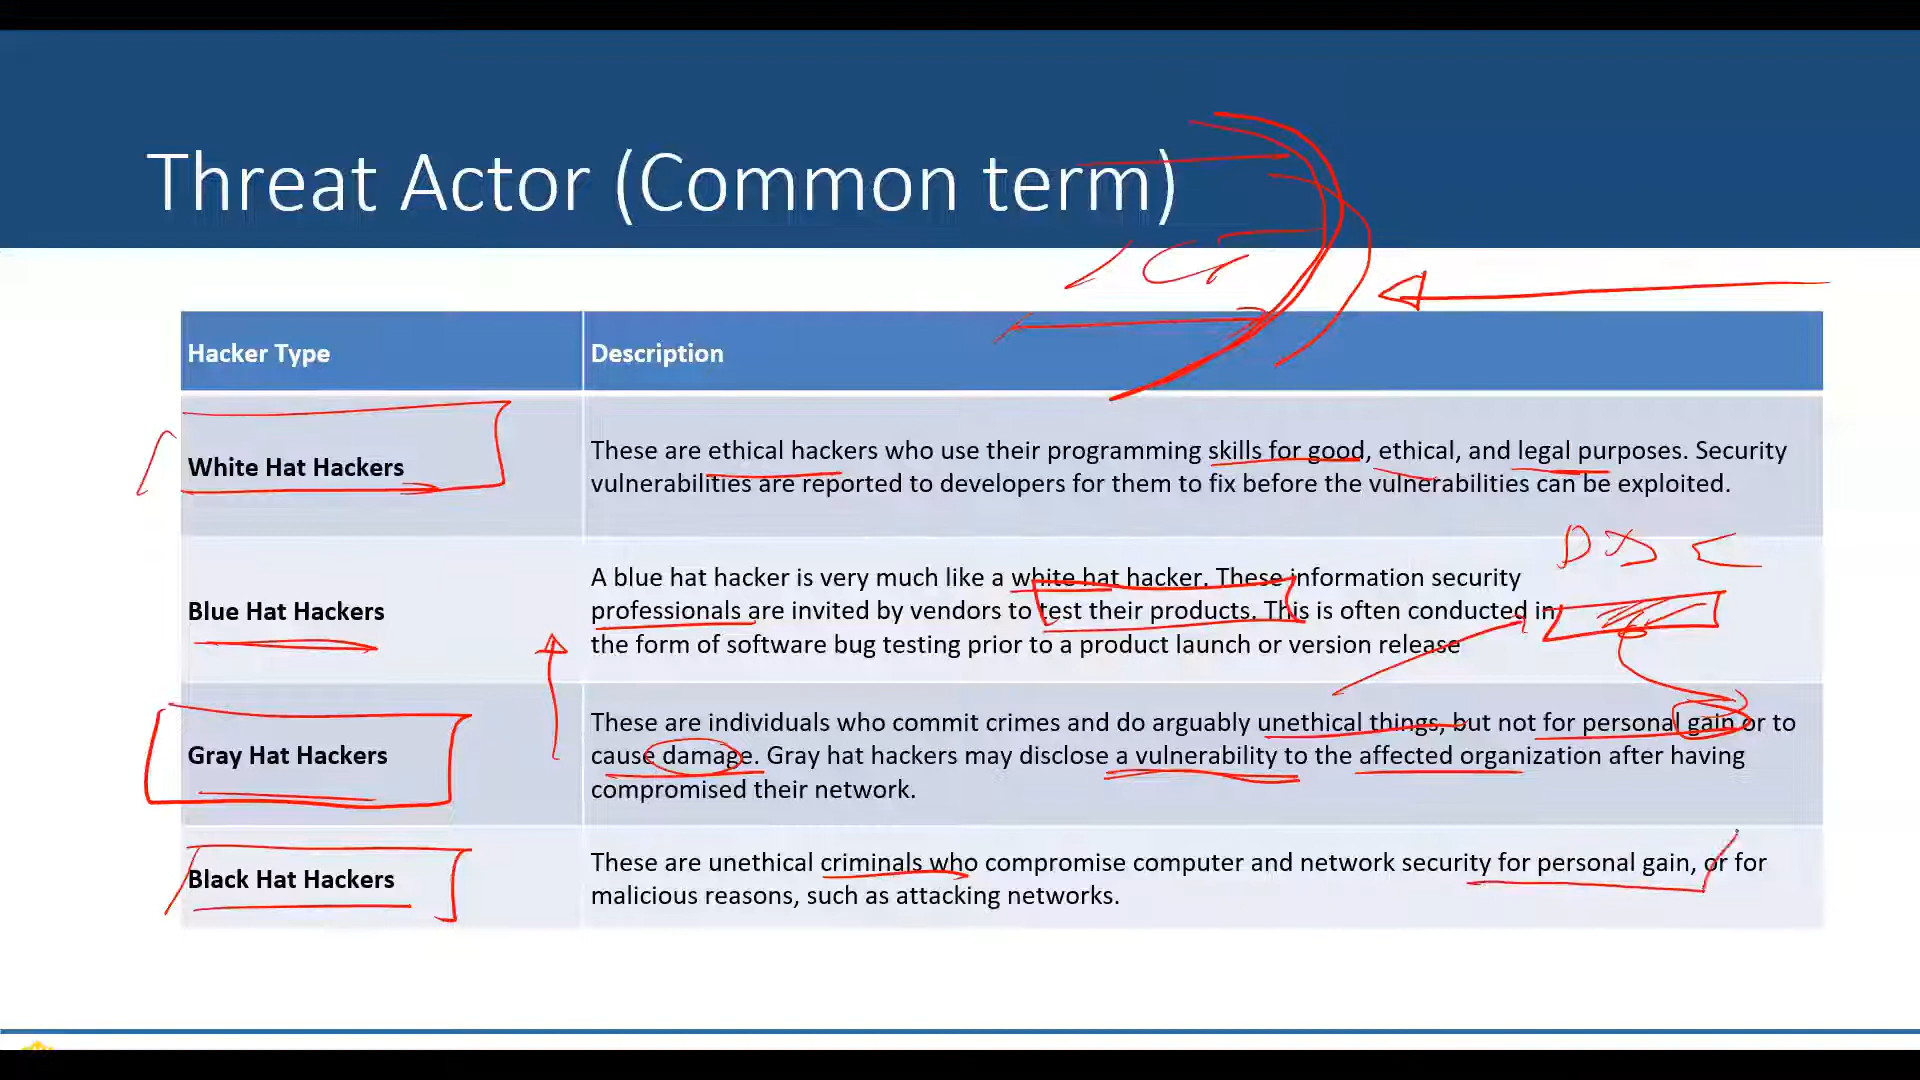 Threat Actor (Common term)
Hacker Type
Description
White Hat Hackers
These are ethical hackers who use their programming skills for good, ethical, and legal purposes. Security
vulnerabilities are reported to developers for them to fix before the vulnerabilities can be exploited.
Blue Hat Hackers
A blue hat hacker is very much like a white hat hacker. These information security
professionals are invited by vendors to test their products. This is often conducted in
the form of software bug testing prior to a product launch or version release
Gray Hat Hackers
These are individuals who commit crimes and do arguably unethical things, but not for personal gain or to
cause damage. Gray hat hackers may disclose a vulnerability to the affected organization after having
compromised their network.
Black Hat Hackers
These are unethical criminals who compromise computer and network security for personal gain, or for
malicious reasons, such as attacking networks.